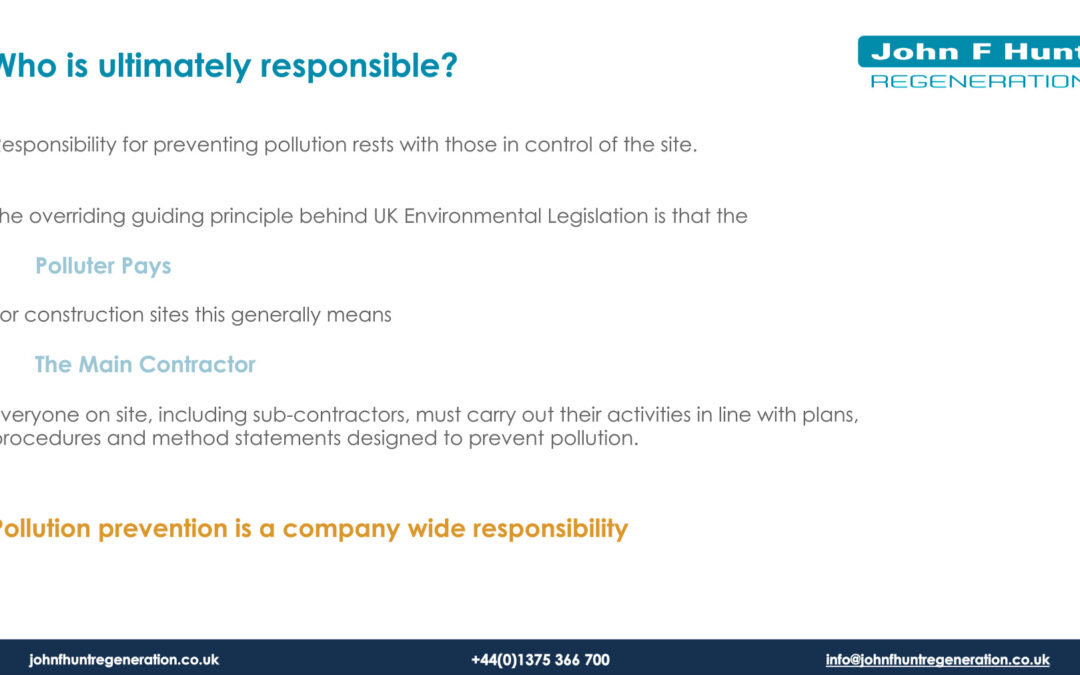 Who is ultimately responsible?
John F Hunt
REGENERATION
esponsibility for preventing pollution rests with those in control of the site.
he overriding guiding principle behind UK Environmental Legislation is that the
Polluter Pays
or construction sites this generally means
The Main Contractor
veryone on site, including sub-contractors, must carry out their activities in line with plans,
procedures and method statements designed to prevent pollution.
Pollution prevention is a company wide responsibility
johnfhuntregeneration.co.uk
+44(0)1375 366 700
info@johnfhuntregeneration.co.uk